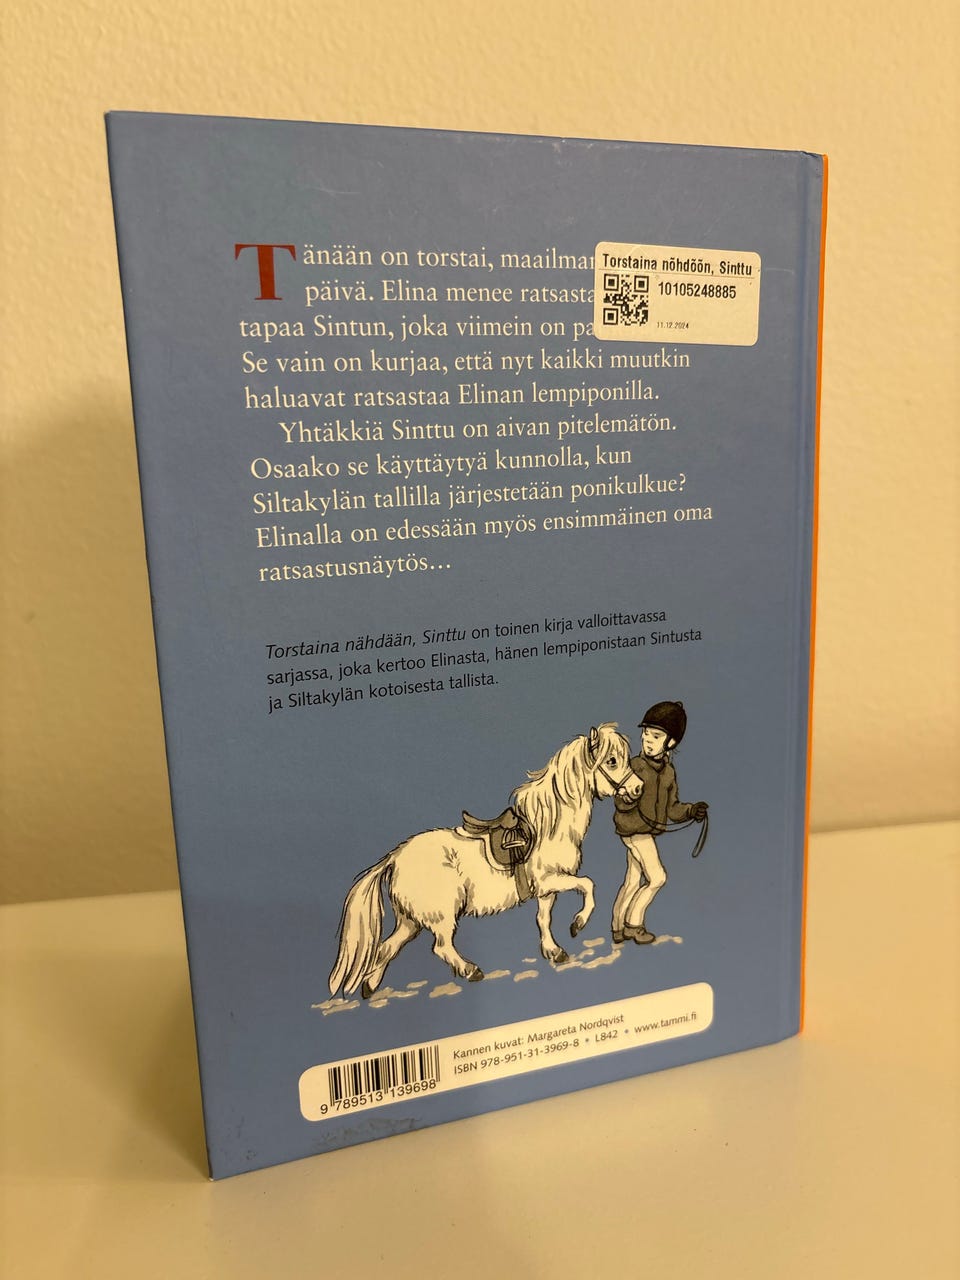 Tänään on torstai, maailman
päivä. Elina menee ratsasta
tapaa Sintun, joka viimein on pa
Se vain on kurjaa, että nyt kaikki muutkin
haluavat ratsastaa Elinan lempiponilla.
Yhtäkkiä Sinttu on aivan pitelemätön.
Osaako se käyttäytyä kunnolla, kun
Siltakylän tallilla järjestetään ponikulkue?
Elinalla on edessään myös ensimmäinen oma
ratsastusnäytös...
Torstaina nöhdöön, Sinttu
10105248885
11.12.2024
Torstaina nähdään, Sinttu on toinen kirja valloittavassa
sarjassa, joka kertoo Elinasta, hänen lempiponistaan Sintusta
ja Siltakylän kotoisesta tallista.
Kannen kuvat: Margareta Nordqvist
ISBN 978-951-31-3969-8 • L842 • www.tammi.fi
9 789513 139698